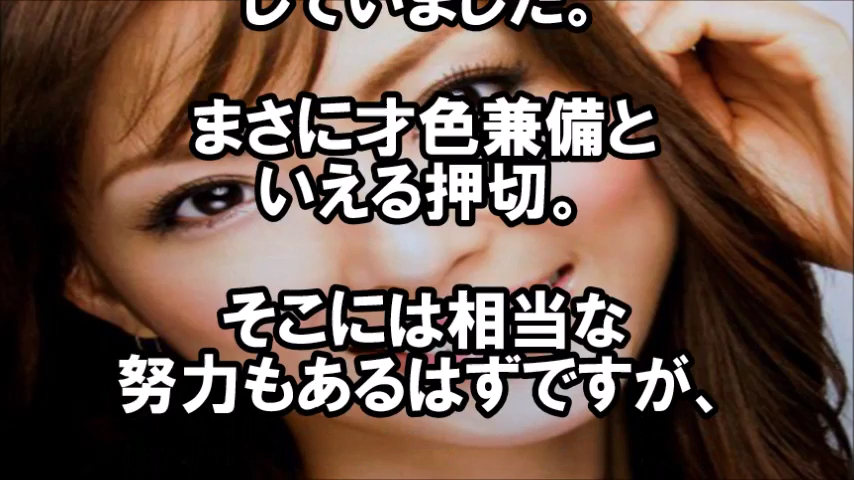 していました。
まさに才色兼備と
いえる押切。
そこには相当な
努力もあるはずですが、